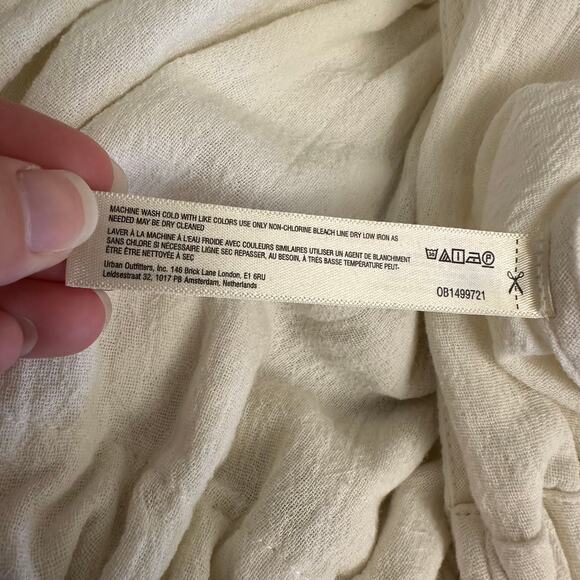 MACHINE WASH COLD WITH LIKE COLORS USE ONLY NON-CHLORINE BLEACH LINE DRY LOW IRON AS
NEEDED MAY BE DRY CLEANED
LAVER À LA MACHINE À L'EAU FROIDE AVEC COULEURS SIMILAIRES UTILISER UN AGENT DE BLANCHIMENT
SANS CHLORE SI NÉCESSAIRE LIGNE SEC REPASSER, AU BESOIN, À TRÈS BASSE TEMPÉRATURE PEUT-
ÊTRE ÊTRE NETTOYÉE À SEC
Urban Outfitters, Inc. 146 Brick Lane London, E1 6RU
Leidsestraat 32, 1017 PB Amsterdam, Netherlands
OB1499721